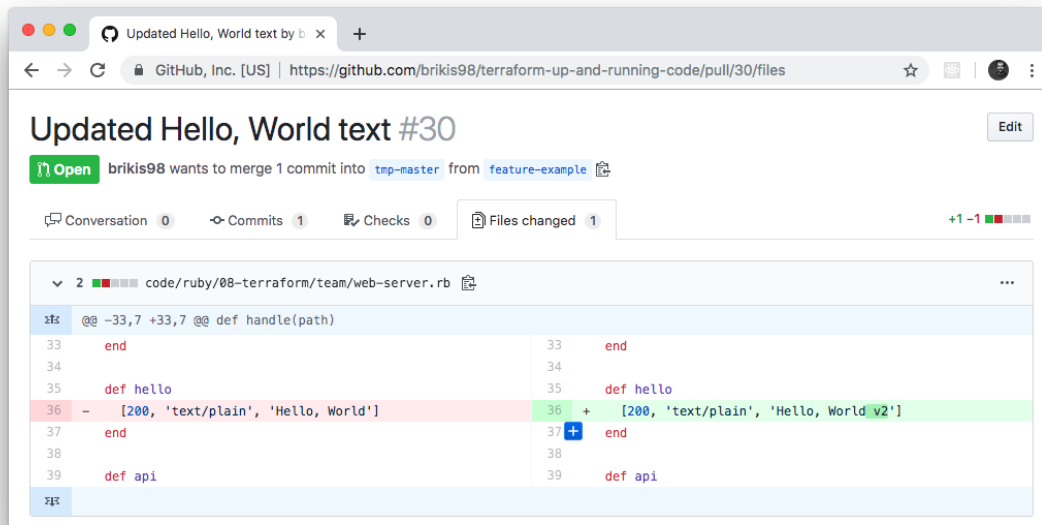 Updated Hello, World text by b
GitHub, Inc. [US] | https://github.com/brikis98/terraform-up-and-running-code/pull/30/files
Updated Hello, World text #30
Edit
Open brikis98 wants to merge 1 commit into tmp-master from feature-example
Conversation 0 Commits 1 Checks 0 Files changed 1 +1 −1
2 code/ruby/08-terraform/team/web-server.rb ...
@@ -33,7 +33,7 @@ def handle(path)
33 end 33 end
34 34
35 def hello 35 def hello
36 - [200, 'text/plain', 'Hello, World'] 36 + [200, 'text/plain', 'Hello, World v2']
37 end 37 + end
38 38
39 def api 39 def api